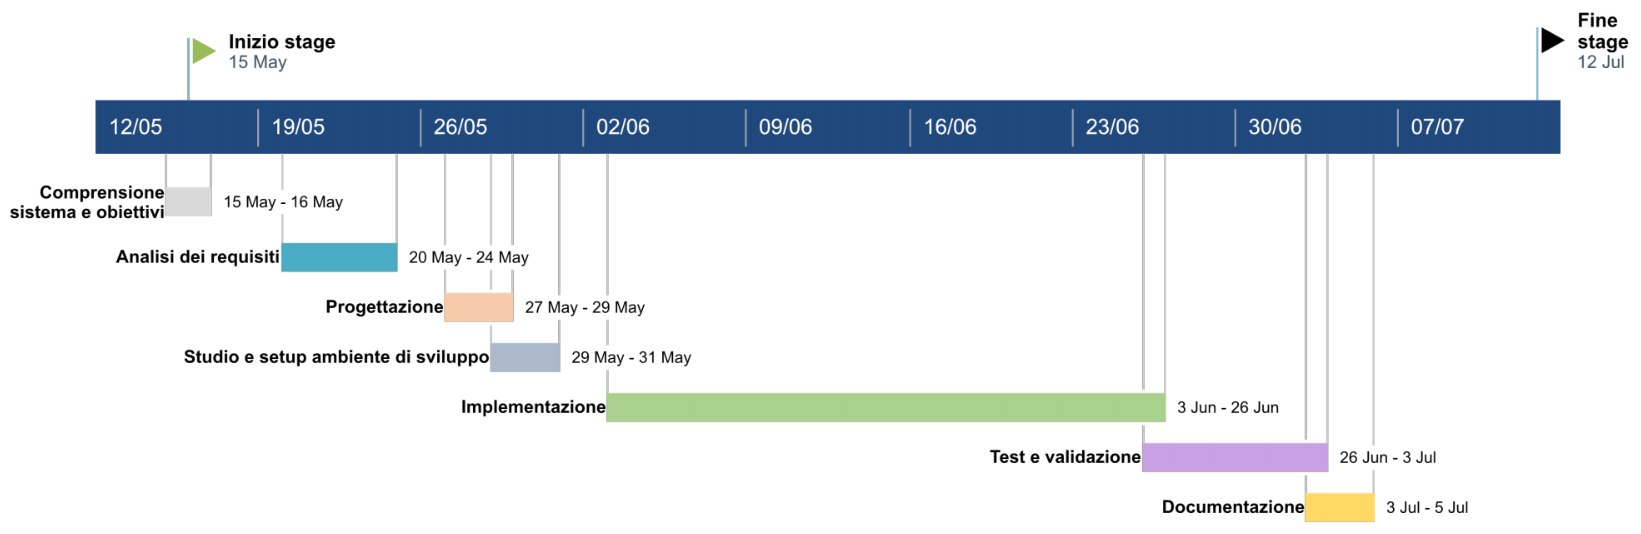 Inizio stage
15 May
Fine
stage
12 Jul
12/05 19/05 26/05 02/06 09/06 16/06 23/06 30/06 07/07
Comprensione
sistema e obiettivi
15 May - 16 May
Analisi dei requisiti 20 May - 24 May
Progettazione 27 May - 29 May
Studio e setup ambiente di sviluppo 29 May - 31 May
Implementazione 3 Jun - 26 Jun
Test e validazione 26 Jun - 3 Jul
Documentazione 3 Jul - 5 Jul